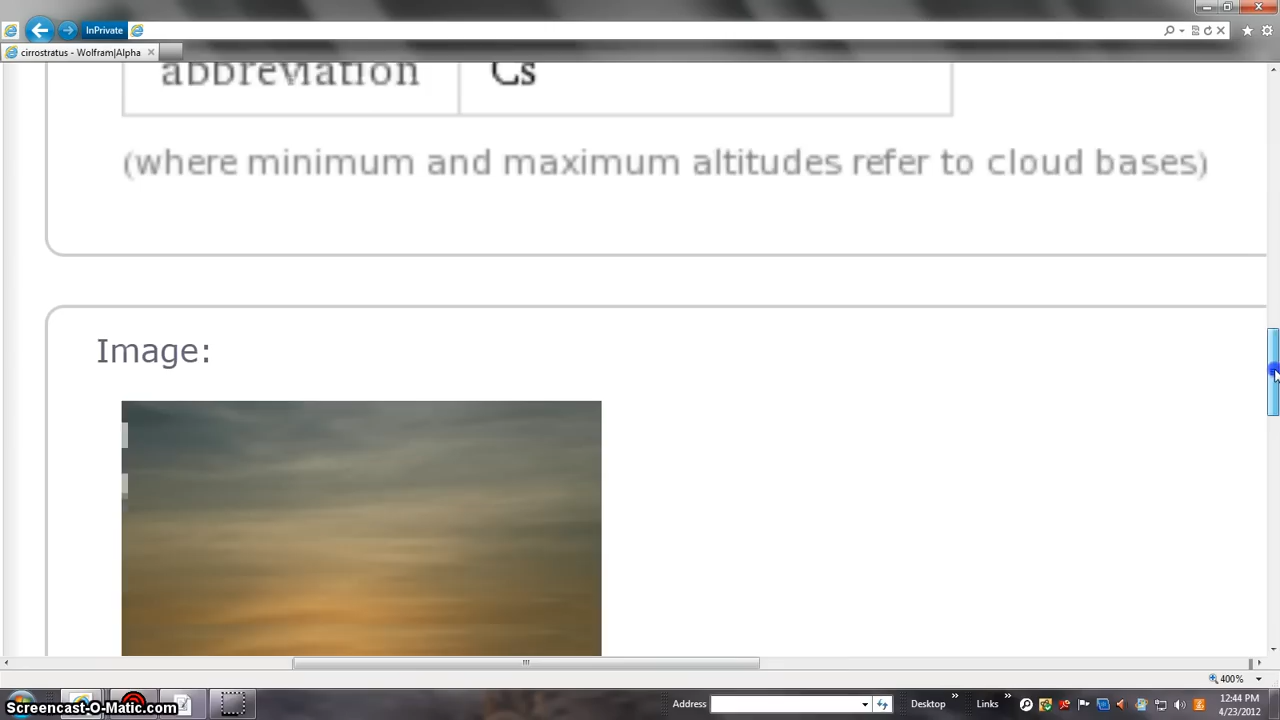 InPrivate
cirrostratus - Wolfram|Alpha
abbreviation Cs
(where minimum and maximum altitudes refer to cloud bases)
Image:
400%
Screencast-O-Matic.com
Address
Desktop
Links
12:44 PM
4/23/2012